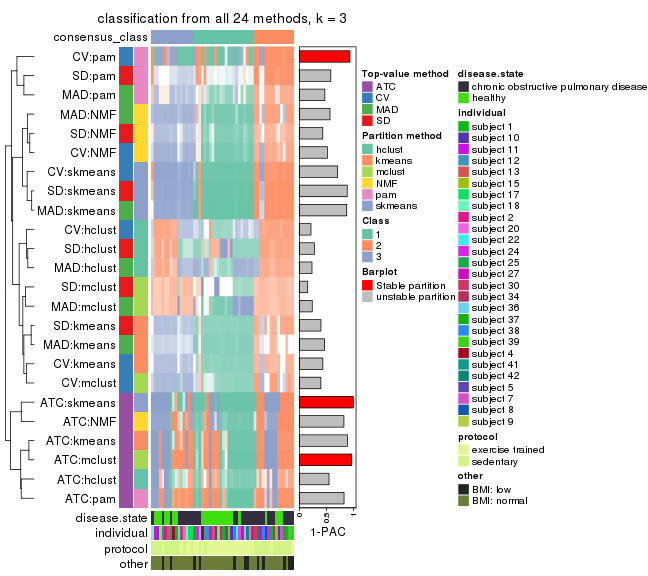 classification from all 24 methods, k = 3
consensus_class
CV:pam
SD:pam
MAD:pam
MAD:NMF
SD:NMF
CV:NMF
CV:skmeans
SD:skmeans
MAD:skmeans
CV:hclust
SD:hclust
MAD:hclust
SD:mclust
MAD:mclust
SD:kmeans
MAD:kmeans
CV:kmeans
CV:mclust
ATC:skmeans
ATC:NMF
ATC:kmeans
ATC:mclust
ATC:hclust
ATC:pam
disease.state
individual
protocol
other
0
0.5
1
1-PAC
Top-value method
ATC
CV
MAD
SD
Partition method
hclust
kmeans
mclust
NMF
pam
skmeans
Class
1
2
3
Barplot
Stable partition
unstable partition
disease.state
chronic obstructive pulmonary disease
healthy
individual
subject 1
subject 10
subject 11
subject 12
subject 13
subject 15
subject 17
subject 18
subject 2
subject 20
subject 22
subject 24
subject 25
subject 27
subject 30
subject 34
subject 36
subject 37
subject 38
subject 39
subject 4
subject 41
subject 42
subject 5
subject 7
subject 8
subject 9
protocol
exercise trained
sedentary
other
BMI: low
BMI: normal